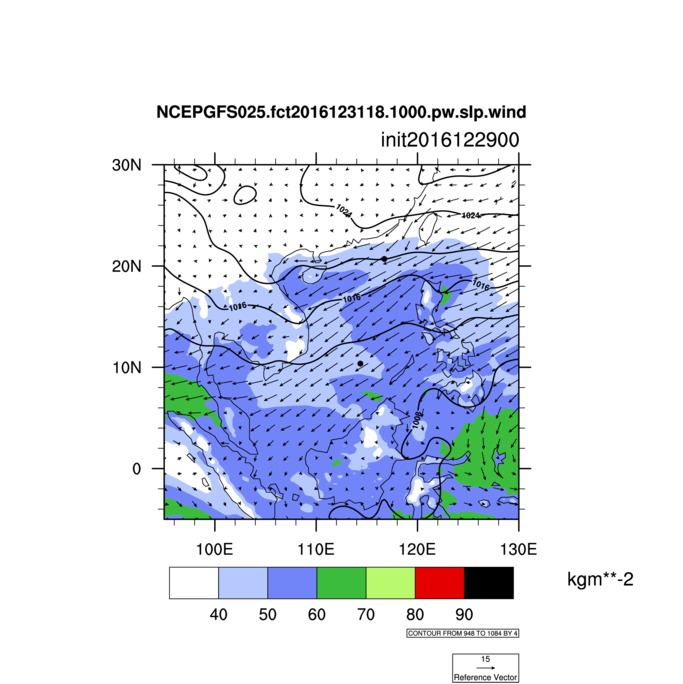 NCEPGFS025.fct2016123118.1000.pw.slp.wind
init2016122900
30N
1024
1024
20N
1016
1016
1016
10N
1008
0
100E 110E 120E 130E
kgm**-2
40 50 60 70 80 90
CONTOUR FROM 948 TO 1084 BY 4
15
Reference Vector